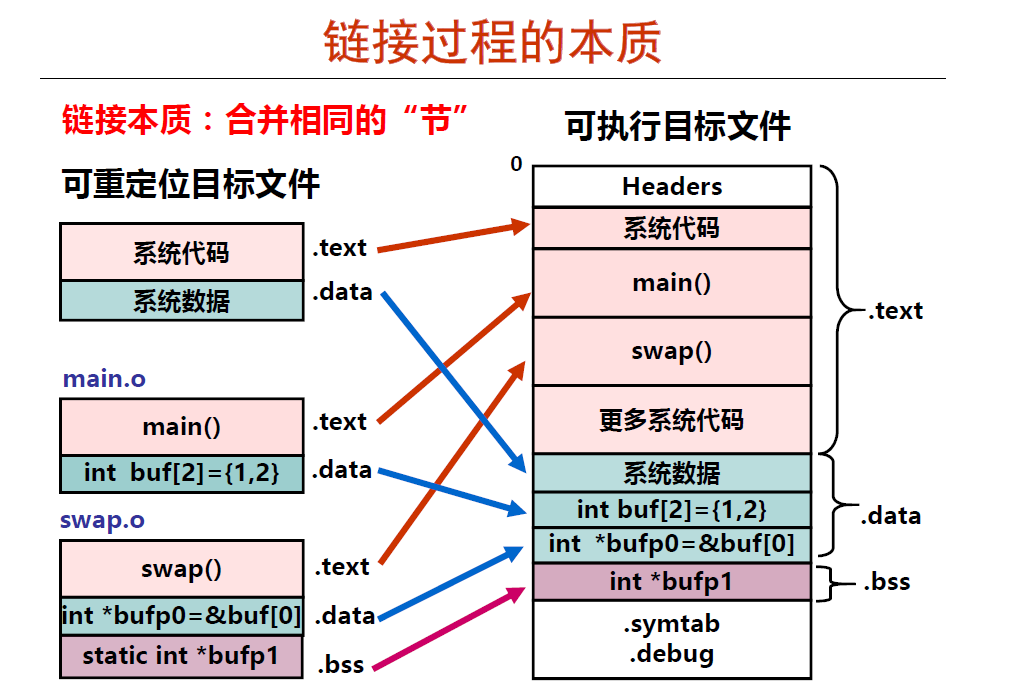 链接过程的本质
链接本质：合并相同的“节”
可重定位目标文件
系统代码
.text
系统数据
.data
main.o
main()
.text
int buf[2]={1,2}
.data
swap.o
swap()
.text
int *bufp0=&buf[0]
.data
static int *bufp1
.bss
可执行目标文件
0
Headers
系统代码
main()
swap()
更多系统代码
.text
系统数据
int buf[2]={1,2}
int *bufp0=&buf[0]
.data
int *bufp1
.bss
.symtab
.debug